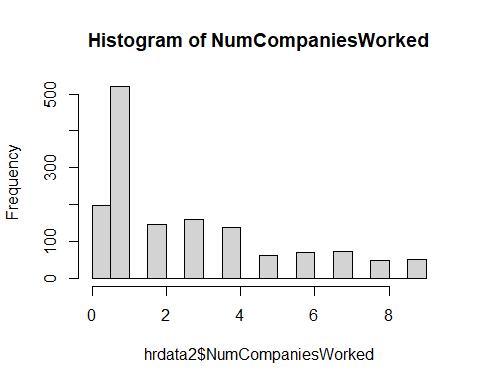 Histogram of NumCompaniesWorked
Frequency
500
300
100
0
0 2 4 6 8
hrdata2$NumCompaniesWorked